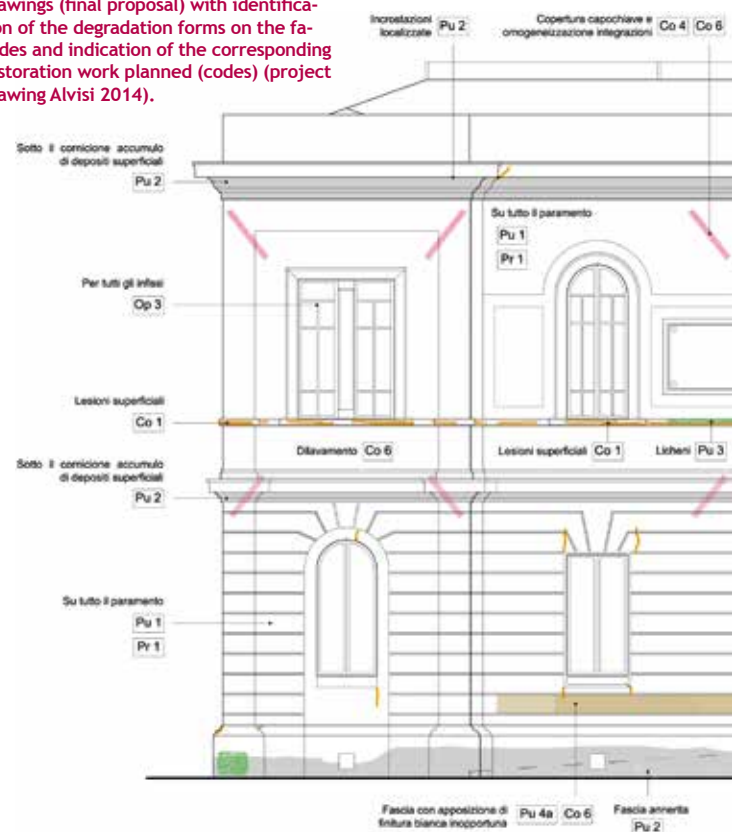 awings (final proposal) with identifica-
on of the degradation forms on the fa-
des and indication of the corresponding
storation work planned (codes) (project
awing Alvisi 2014).
Incrostazioni
localizzate
Pu 2
Copertura capochiave e
omogeneizzazione integrazioni
Co 4 Co 6
Sotto il cornicione accumulo
di depositi superficiali
Pu 2
Su tutto il paramento
Pu 1
Pr 1
Per tutti gli infissi
Op 3
Lesioni superficiali
Co 1
Dilavamento Co 6
Lesioni superficiali Co 1
Licheni Pu 3
Sotto il cornicione accumulo
di depositi superficiali
Pu 2
Su tutto il paramento
Pu 1
Pr 1
Fascia con apposizione di
finitura bianca inopportuna
Pu 4a Co 6
Fascia annerita
Pu 2